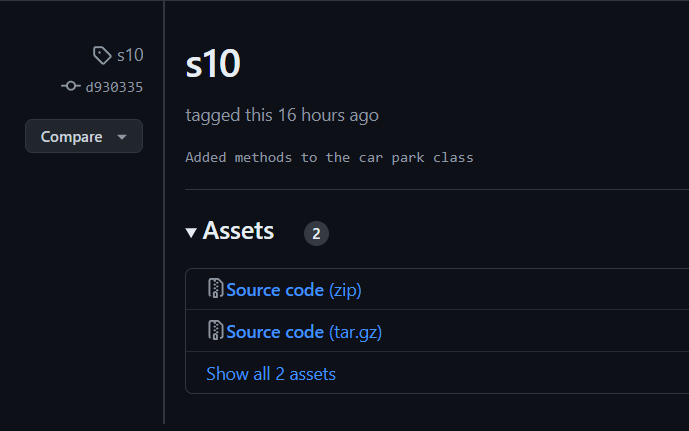 s10
d930335
Compare
s10
tagged this 16 hours ago
Added methods to the car park class
Assets 2
Source code (zip)
Source code (tar.gz)
Show all 2 assets